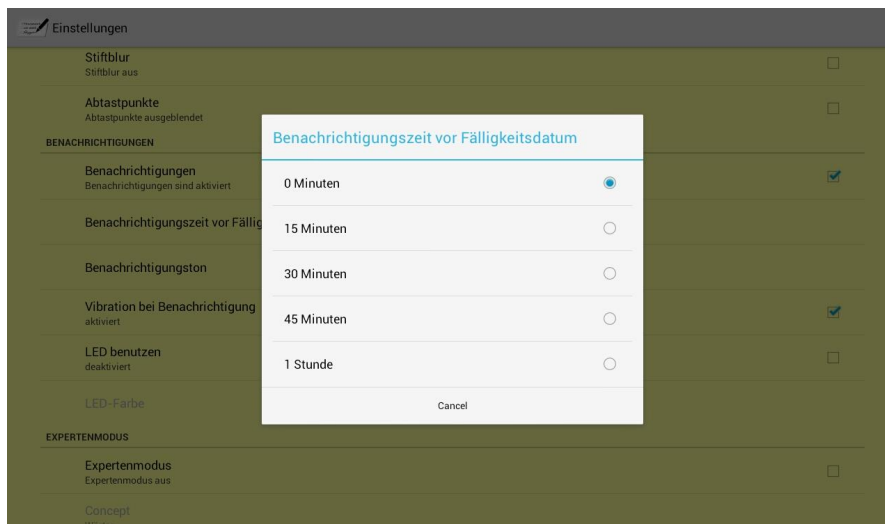 Einstellungen
Stiftblur
Stiftblur aus
Abtastpunkte
Abtastpunkte ausgeblendet
BENACHRICHTIGUNGEN
Benachrichtigungen
Benachrichtigungen sind aktiviert
Benachrichtigungszeit vor Fällig
Benachrichtigungston
Vibration bei Benachrichtigung
aktiviert
LED benutzen
deaktiviert
LED-Farbe
EXPERTENMODUS
Expertenmodus
Expertenmodus aus
Concept
Benachrichtigungszeit vor Fälligkeitsdatum
0 Minuten
15 Minuten
30 Minuten
45 Minuten
1 Stunde
Cancel